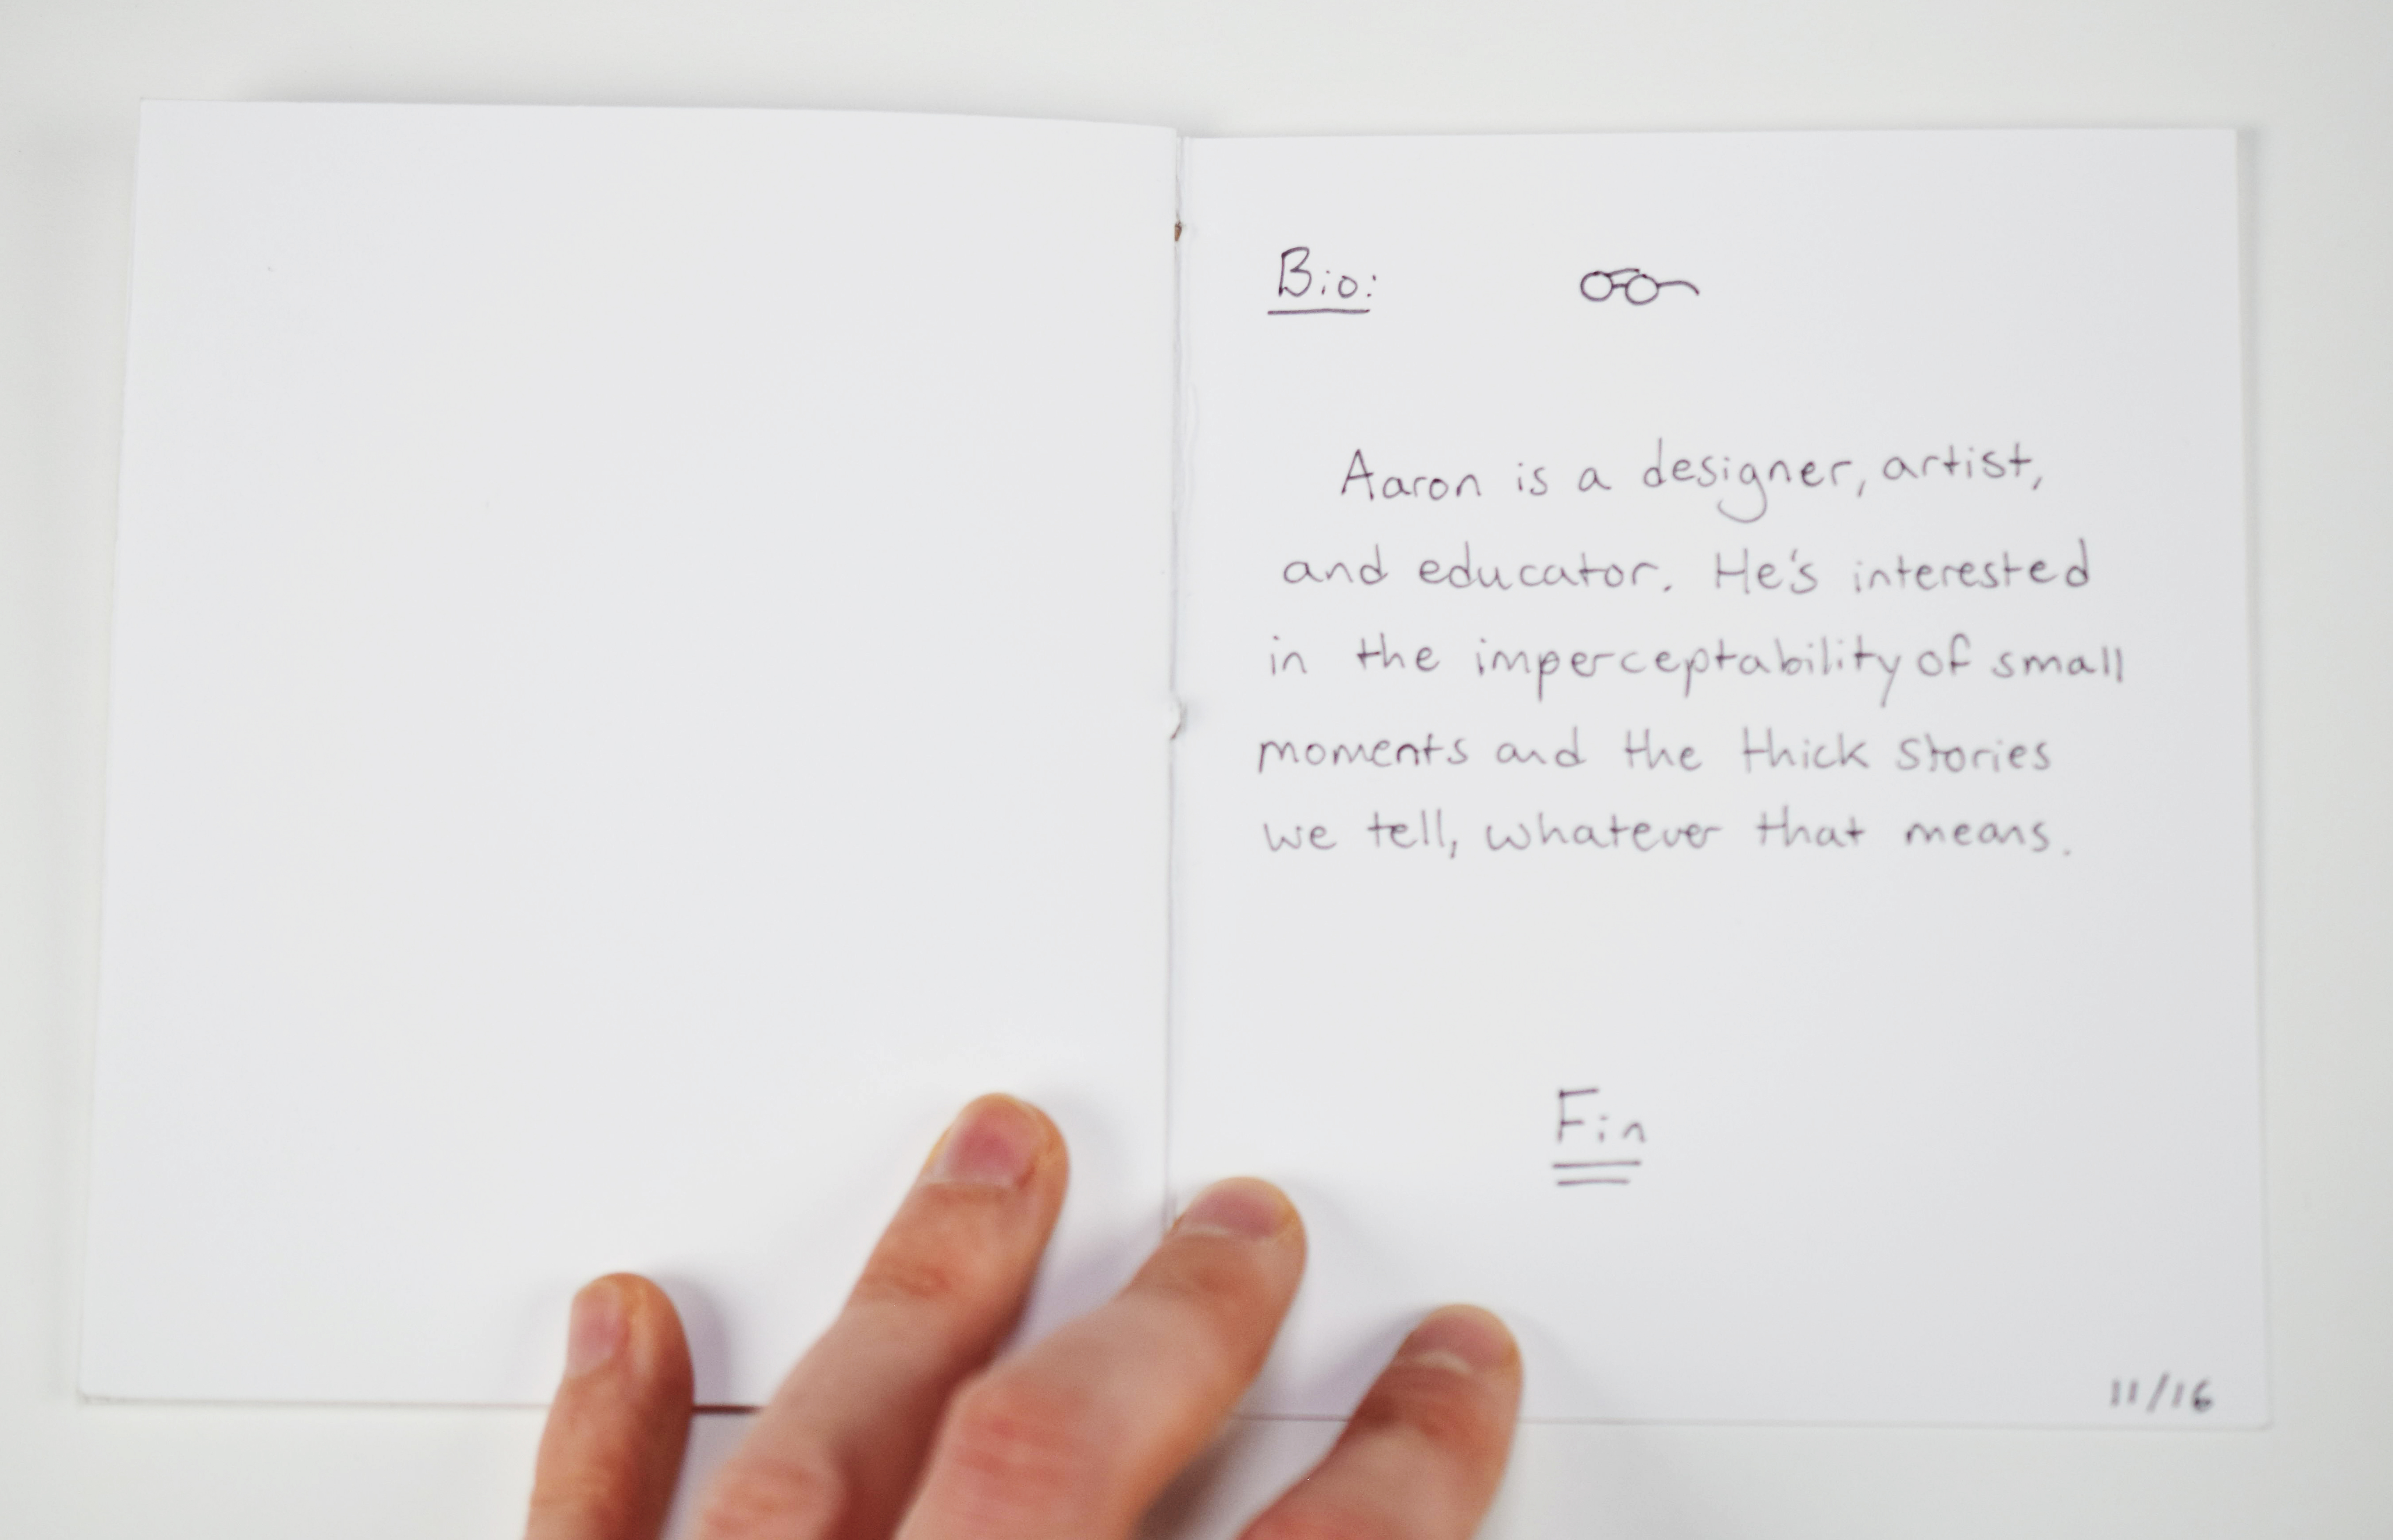 Bio:
Aaron is a designer, artist,
and educator. He's interested
in the imperceptability of small
moments and the thick stories
we tell, whatever that means.
Fin
11/16